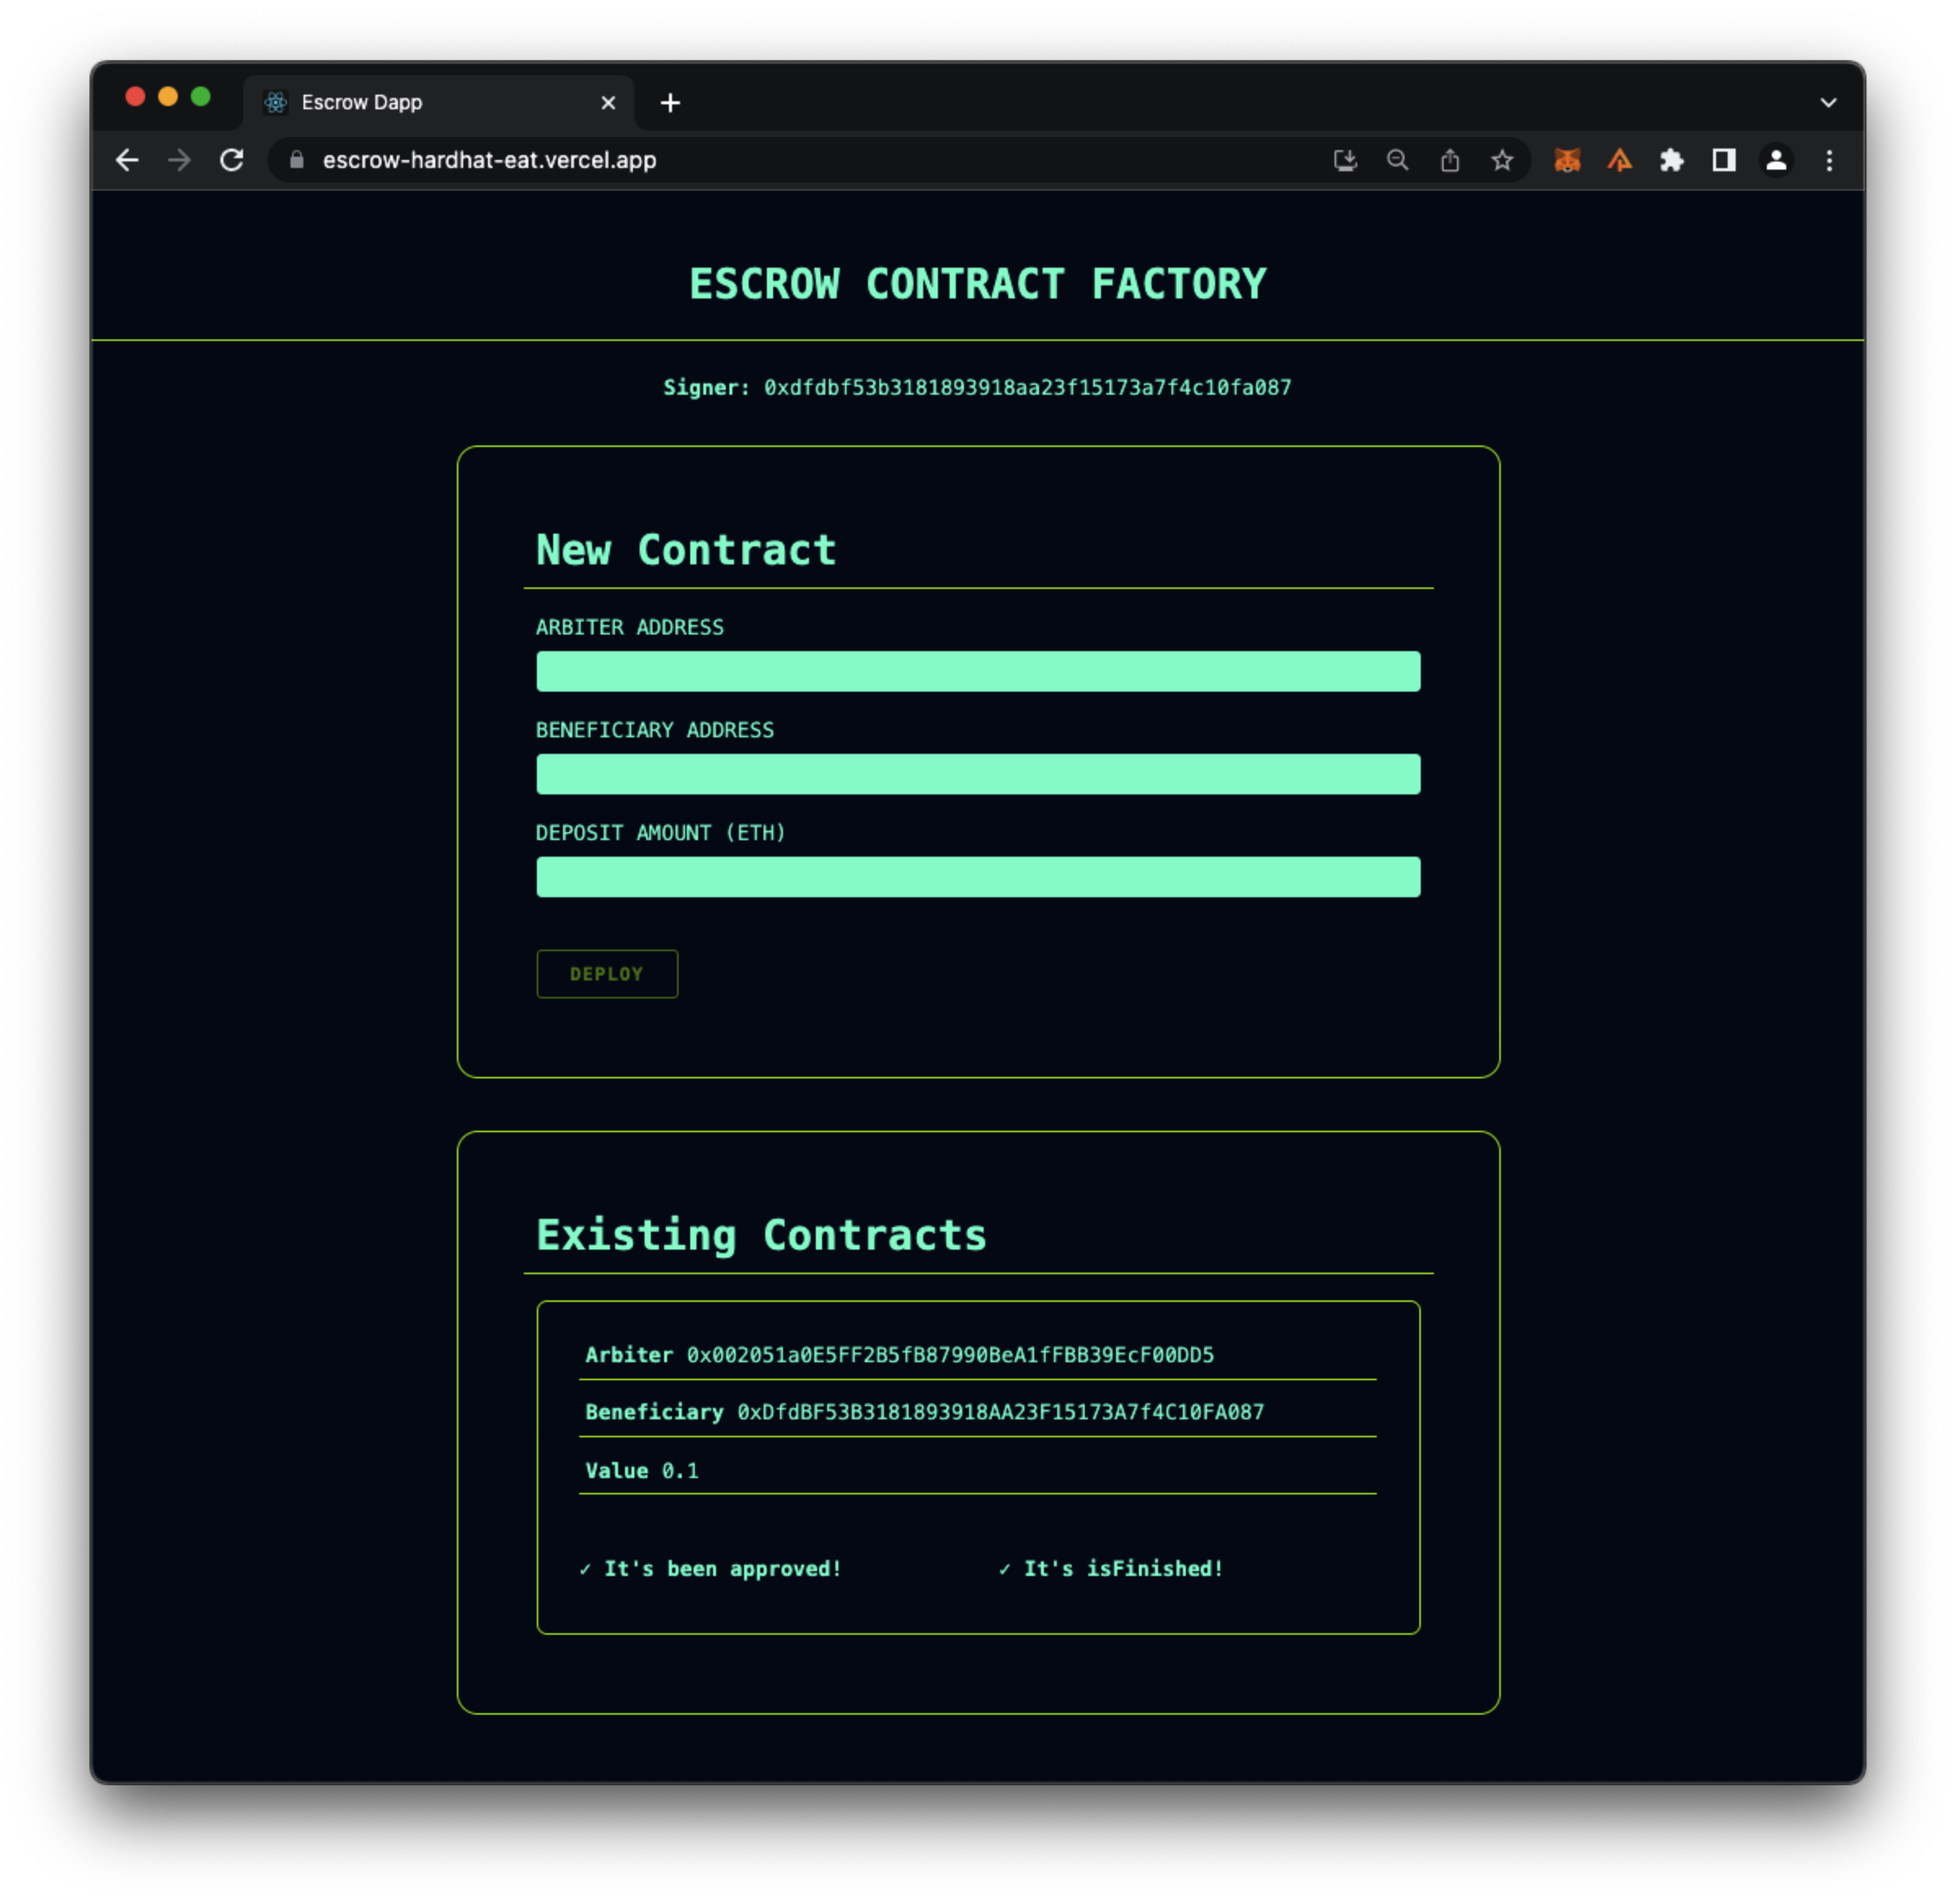 Escrow Dapp
escrow-hardhat-eat.vercel.app
ESCROW CONTRACT FACTORY
Signer: 0xdfdbf53b3181893918aa23f15173a7f4c10fa087
New Contract
ARBITER ADDRESS
BENEFICIARY ADDRESS
DEPOSIT AMOUNT (ETH)
DEPLOY
Existing Contracts
Arbiter 0x002051a0E5FF2B5fB87990BeA1fFBB39EcF00DD5
Beneficiary 0xDfdBF53B3181893918AA23F15173A7f4C10FA087
Value 0.1
✓ It's been approved! ✓ It's isFinished!